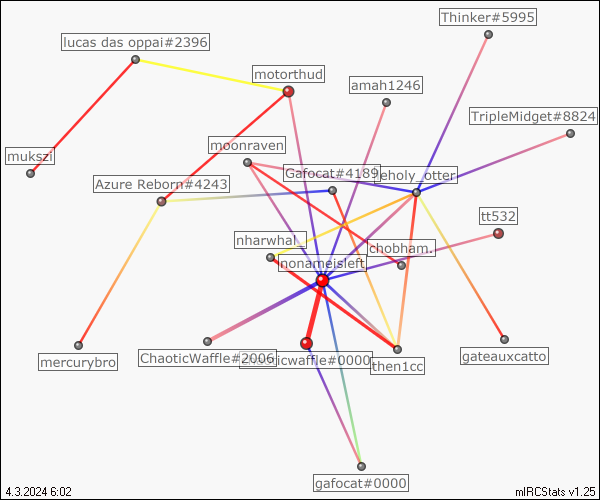 Thinker#5995
lucas das oppai#2396
motorthud
amah1246
TripleMidget#8824
moonraven
mukszi
Gafocat#4189
eholy_otter
Azure Reborn#4243
tt532
nharwhal_
chobham.
nonameisleft
mercurybro
ChaoticWaffle#2006
chaoticwaffle#0000
then1cc
gateauxcatto
gafocat#0000
4.3.2024 6:02
mIRCStats v1.25